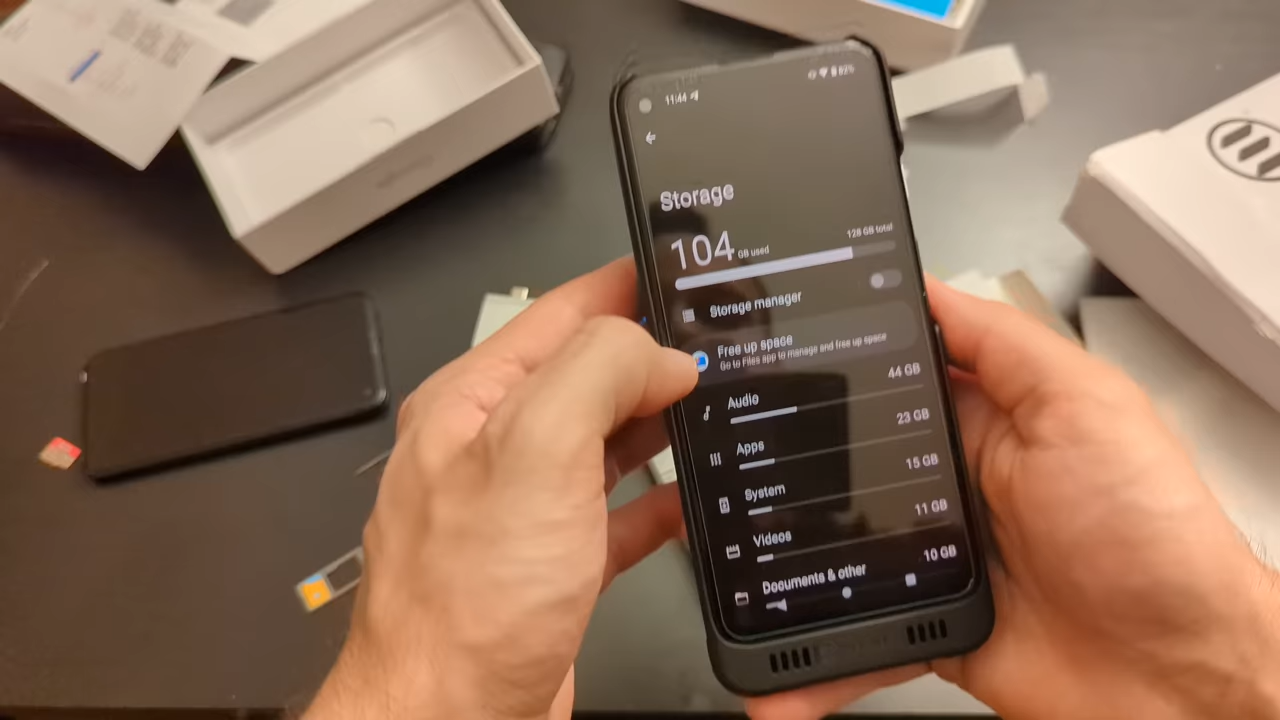 11:44
82%
Storage
104 GB used
128 GB total
Storage manager
Free up space
Go to Files app to manage and free up space
Audio
44 GB
Apps
23 GB
System
15 GB
Videos
11 GB
Documents & other
10 GB